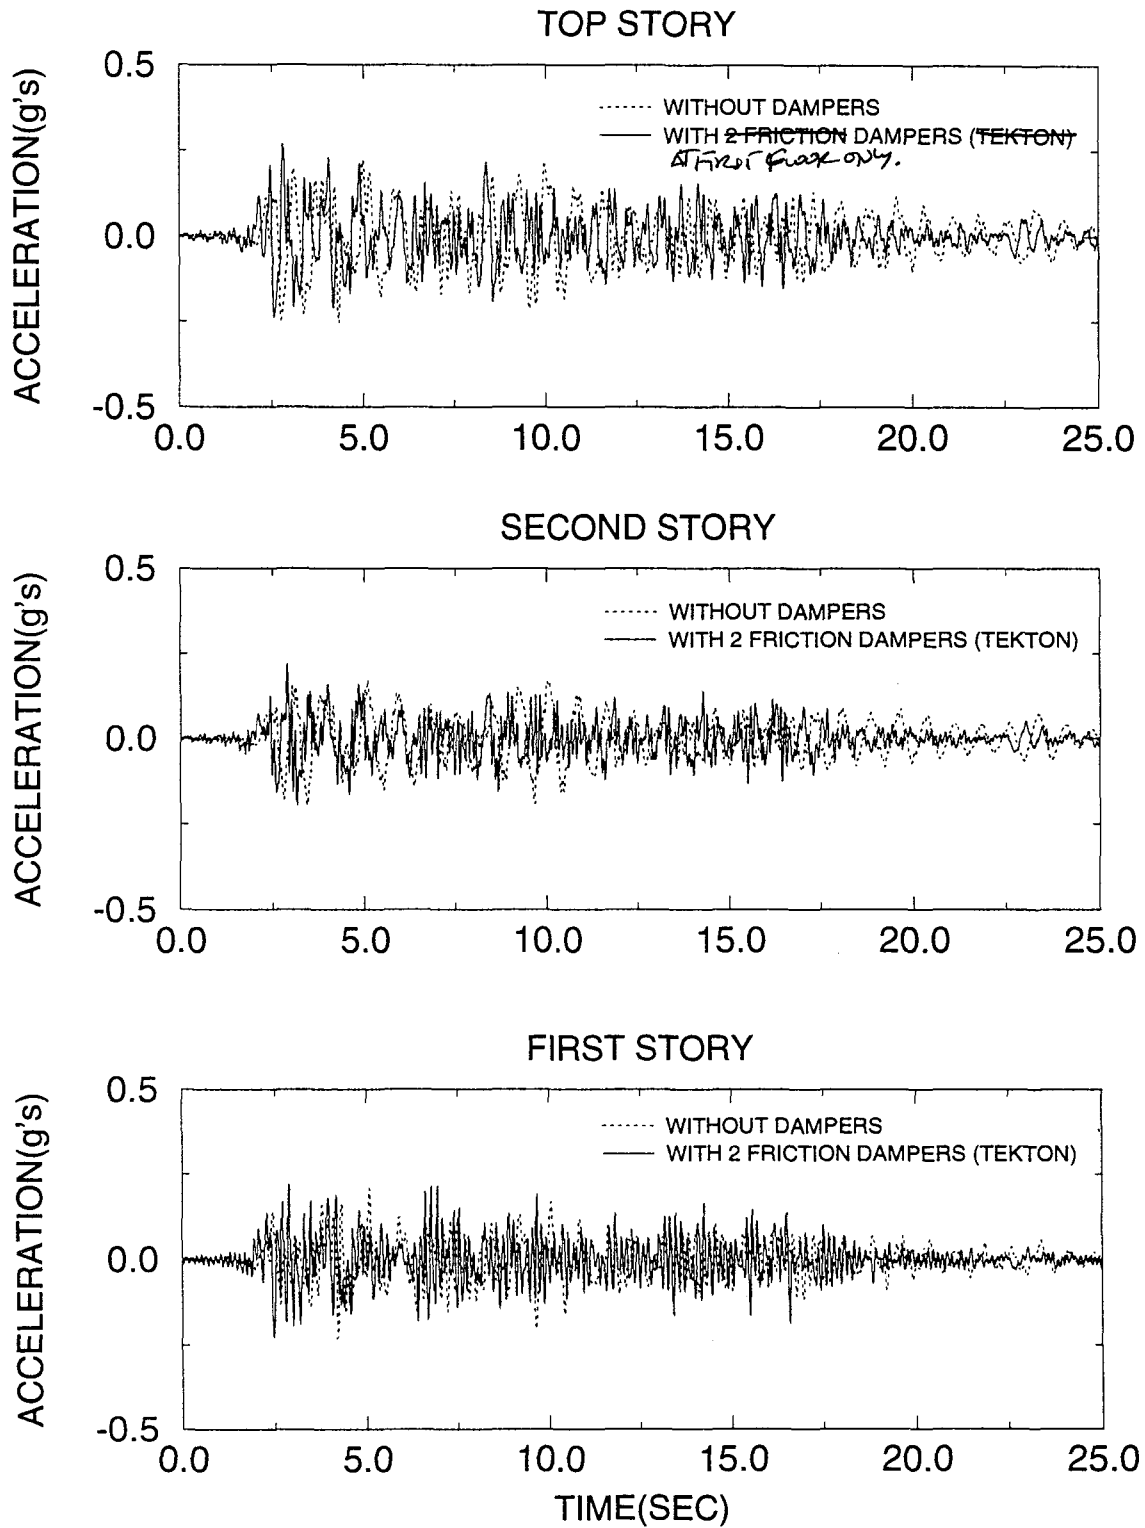 TOP STORY
ACCELERATION(g's)
0.5
0.0
-0.5
WITHOUT DAMPERS
WITH 2 FRICTION DAMPERS (TEKTON)
AT FIRST FLOOR ONLY.
0.0 5.0 10.0 15.0 20.0 25.0
SECOND STORY
ACCELERATION(g's)
0.5
0.0
-0.5
WITHOUT DAMPERS
WITH 2 FRICTION DAMPERS (TEKTON)
0.0 5.0 10.0 15.0 20.0 25.0
FIRST STORY
ACCELERATION(g's)
0.5
0.0
-0.5
WITHOUT DAMPERS
WITH 2 FRICTION DAMPERS (TEKTON)
0.0 5.0 10.0 15.0 20.0 25.0
TIME(SEC)